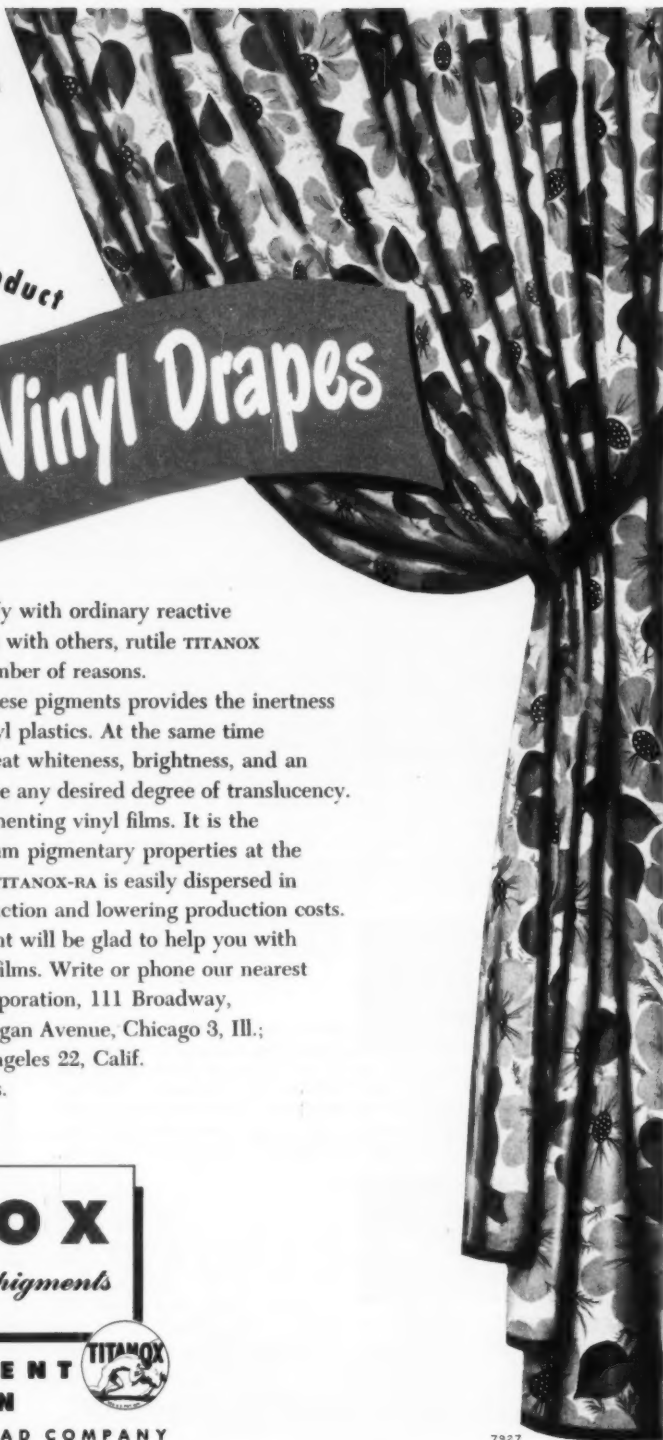 duct
Vinyl Drapes
y with ordinary reactive
with others, rutile TITANOX
mber of reasons.
ese pigments provides the inertness
yl plastics. At the same time
eat whiteness, brightness, and an
e any desired degree of translucency.
menting vinyl films. It is the
um pigmentary properties at the
TITANOX-RA is easily dispersed in
ction and lowering production costs.
nt will be glad to help you with
films. Write or phone our nearest
poration, 111 Broadway,
gan Avenue, Chicago 3, Ill.;
ngeles 22, Calif.
s.
OX
pigments
ENT
TITANOX
N
AD COMPANY
7927